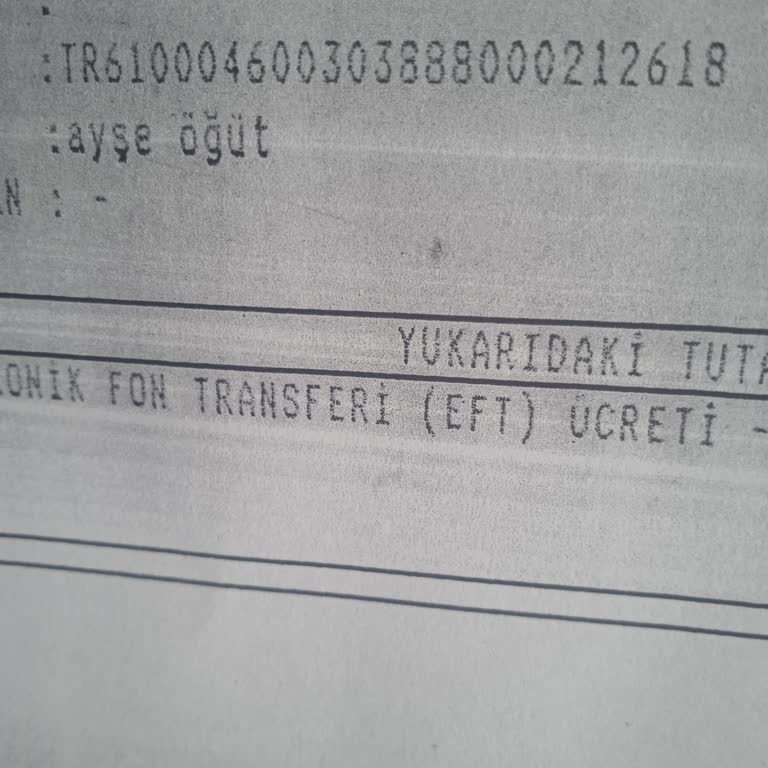 :TR610004600303888000212618
:ayşe öğüt
N : -
YUKARIDAKİ TUTA
ONİK FON TRANSFERİ (EFT) ÜCRETİ -